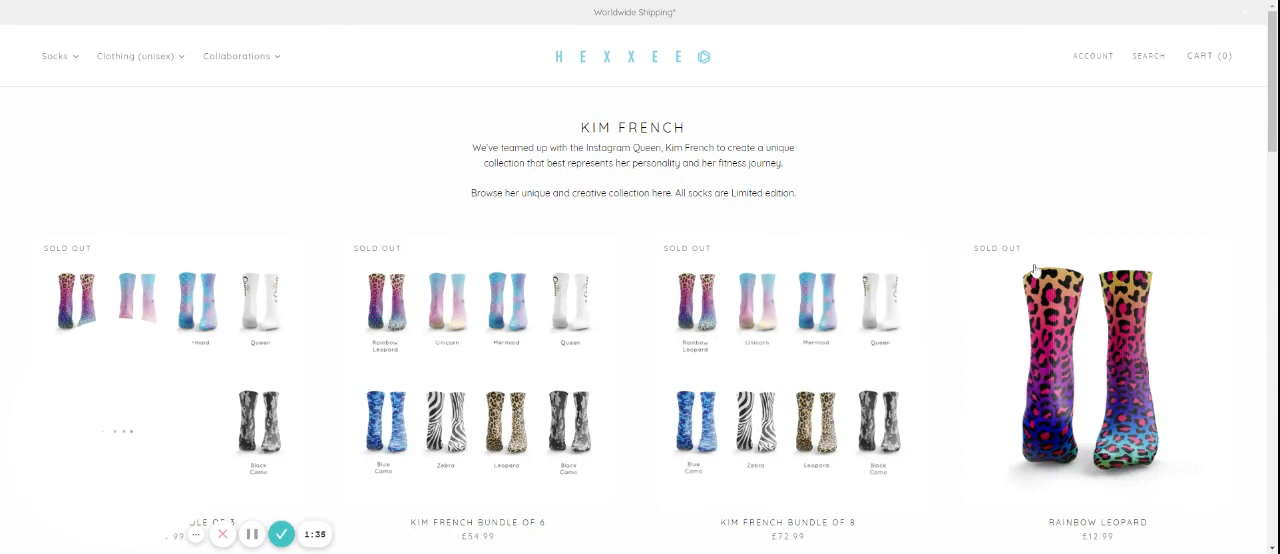 Worldwide Shipping*
Socks
Clothing (unisex)
Collaborations
HEXXEE
ACCOUNT
SEARCH
CART (0)
KIM FRENCH
We've teamed up with the Instagram Queen, Kim French to create a unique
collection that best represents her personality and her fitness journey.
Browse her unique and creative collection here. All socks are Limited edition.
SOLD OUT
SOLD OUT
SOLD OUT
SOLD OUT
Queen
Rainbow
Leopard
Unicorn
Mermaid
Queen
Rainbow
Leopard
Unicorn
Mermaid
Queen
Black
Camo
Blue
Camo
Zebra
Leopard
Black
Camo
Blue
Camo
Zebra
Leopard
Black
Camo
OF 3
KIM FRENCH BUNDLE OF 6
KIM FRENCH BUNDLE OF 8
RAINBOW LEOPARD
.99
£54.99
£72.99
£12.99
1:35